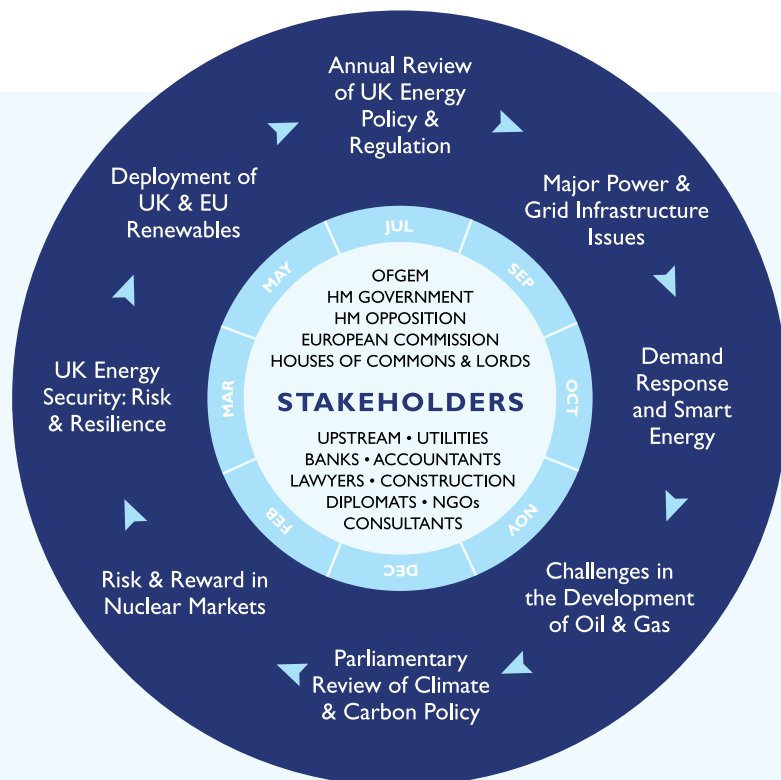 Annual Review
of UK Energy
Policy &
Regulation
Major Power &
Grid Infrastructure
Issues
Demand
Response
and Smart
Energy
Challenges in
the Development
of Oil & Gas
Parliamentary
Review of Climate
& Carbon Policy
Risk & Reward in
Nuclear Markets
UK Energy
Security: Risk
& Resilience
Deployment of
UK & EU
Renewables
JUL
SEP
OCT
NOV
DEC
FEB
MAR
MAY
OFGEM
HM GOVERNMENT
HM OPPOSITION
EUROPEAN COMMISSION
HOUSES OF COMMONS & LORDS
STAKEHOLDERS
UPSTREAM • UTILITIES
BANKS • ACCOUNTANTS
LAWYERS • CONSTRUCTION
DIPLOMATS • NGOs
CONSULTANTS